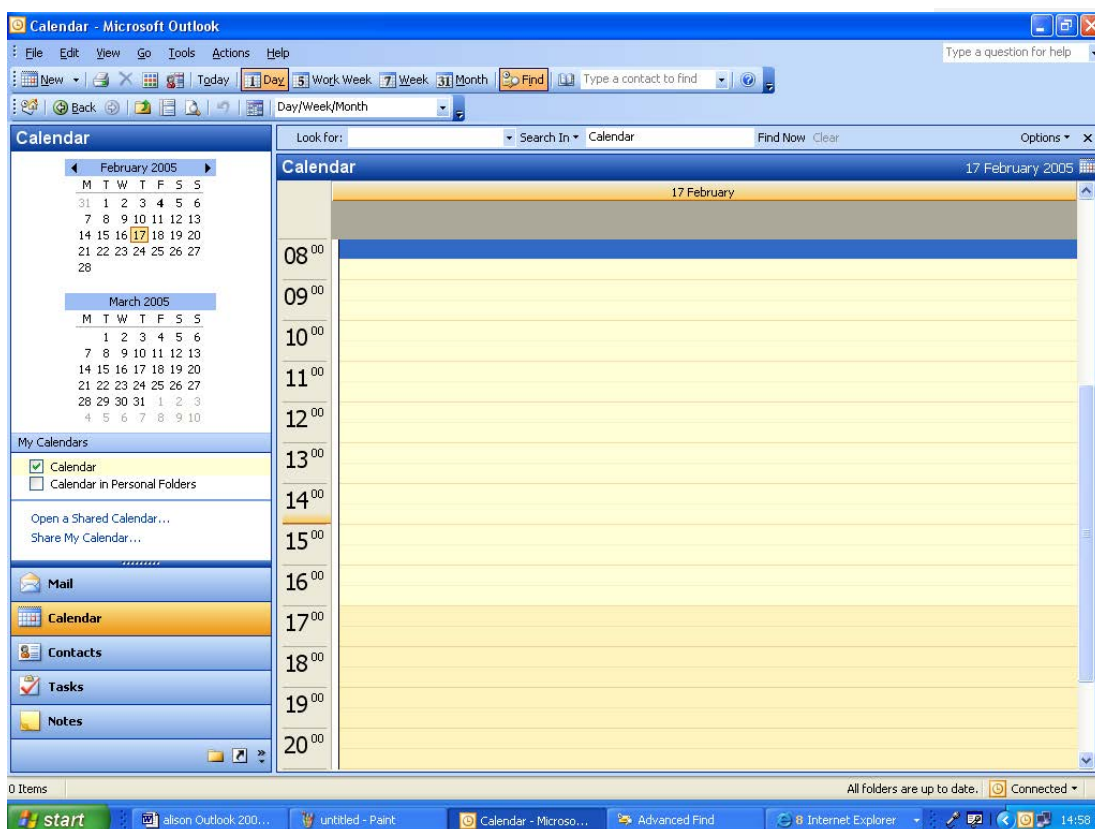 Calendar - Microsoft Outlook
File Edit View Go Tools Actions Help
Type a question for help
New Today 1 Day 5 Work Week 7 Week 31 Month Find Type a contact to find
Back Day/Week/Month
Calendar
Look for: Search In Calendar Find Now Clear Options
February 2005
M T W T F S S
31 1 2 3 4 5 6
7 8 9 10 11 12 13
14 15 16 17 18 19 20
21 22 23 24 25 26 27
28
March 2005
M T W T F S S
1 2 3 4 5 6
7 8 9 10 11 12 13
14 15 16 17 18 19 20
21 22 23 24 25 26 27
28 29 30 31 1 2 3
4 5 6 7 8 9 10
My Calendars
Calendar
Calendar in Personal Folders
Open a Shared Calendar...
Share My Calendar...
Mail
Calendar
Contacts
Tasks
Notes
Calendar 17 February 2005
17 February
08 00
09 00
10 00
11 00
12 00
13 00
14 00
15 00
16 00
17 00
18 00
19 00
20 00
0 Items All folders are up to date. Connected
start alison Outlook 200... untitled - Paint Calendar - Microso... Advanced Find 8 Internet Explorer 14:58